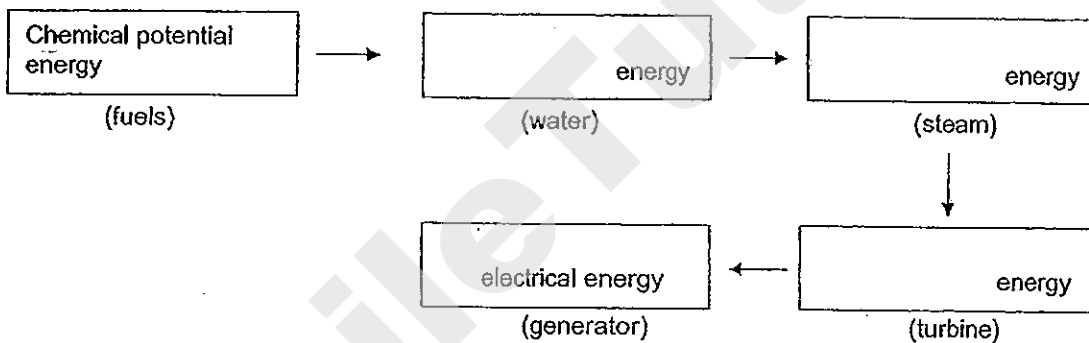 Chemical potential
energy
(fuels)
energy
(water)
energy
(steam)
electrical energy
(generator)
energy
(turbine)